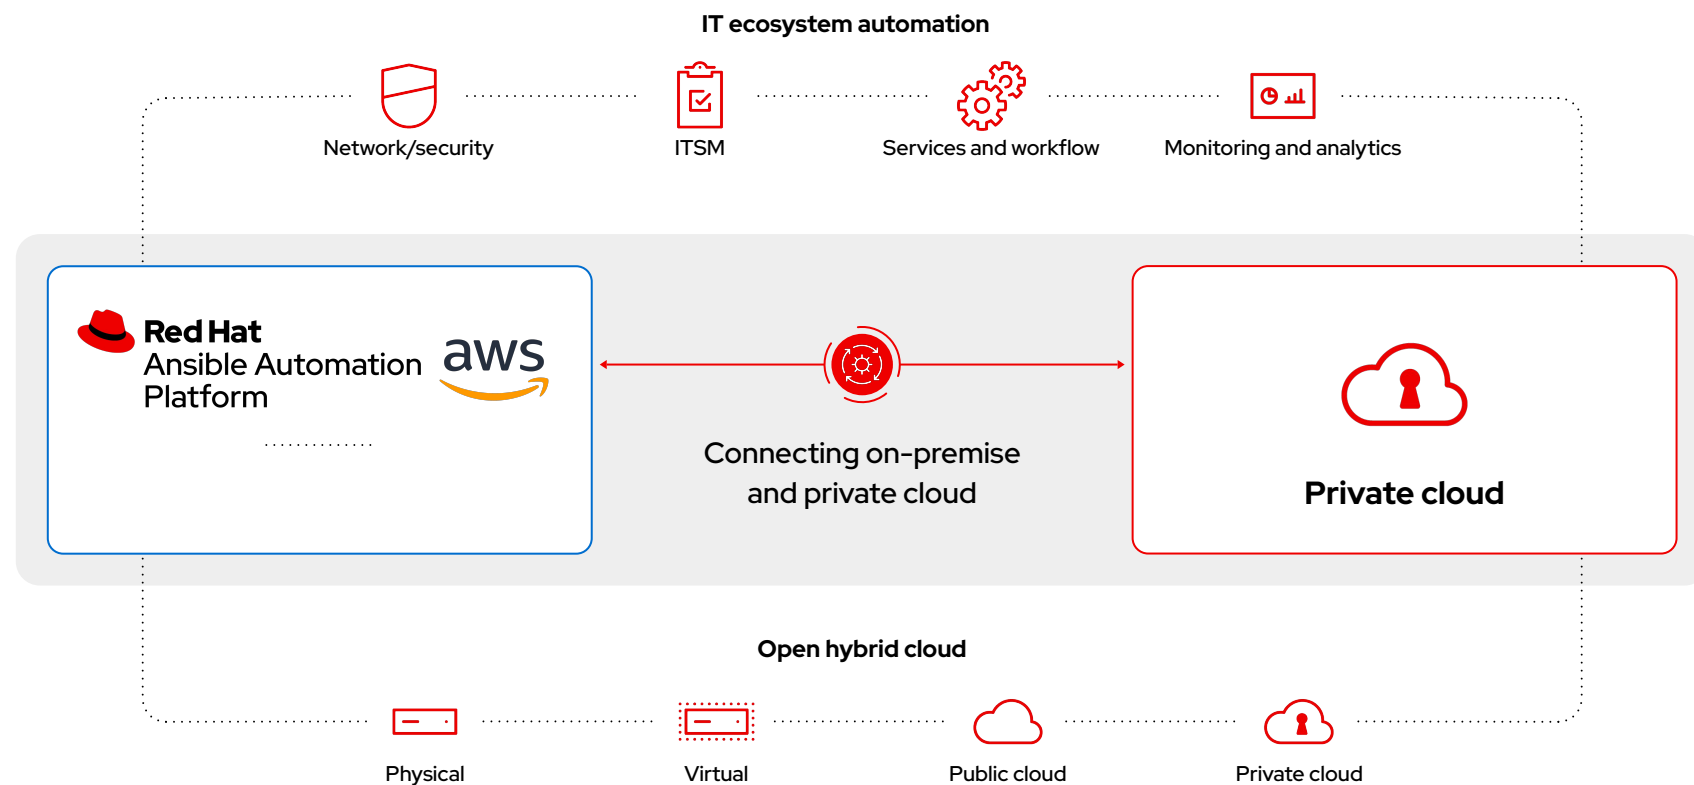 IT ecosystem automation
Network/security
ITSM
Services and workflow
Monitoring and analytics
Red Hat
Ansible Automation
Platform
aws
Connecting on-premise
and private cloud
Private cloud
Open hybrid cloud
Physical
Virtual
Public cloud
Private cloud